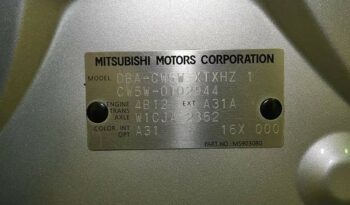 MITSUBISHI MOTORS CORPORATION
MODEL DBA-CW5W XTXHZ 1
CW5W-0102944
ENGINE 4B12 EXT A31A
TRANS AXLE W1CJA 2352
COLOR, INT OPT A31 16X 000
PART NO. MS903080